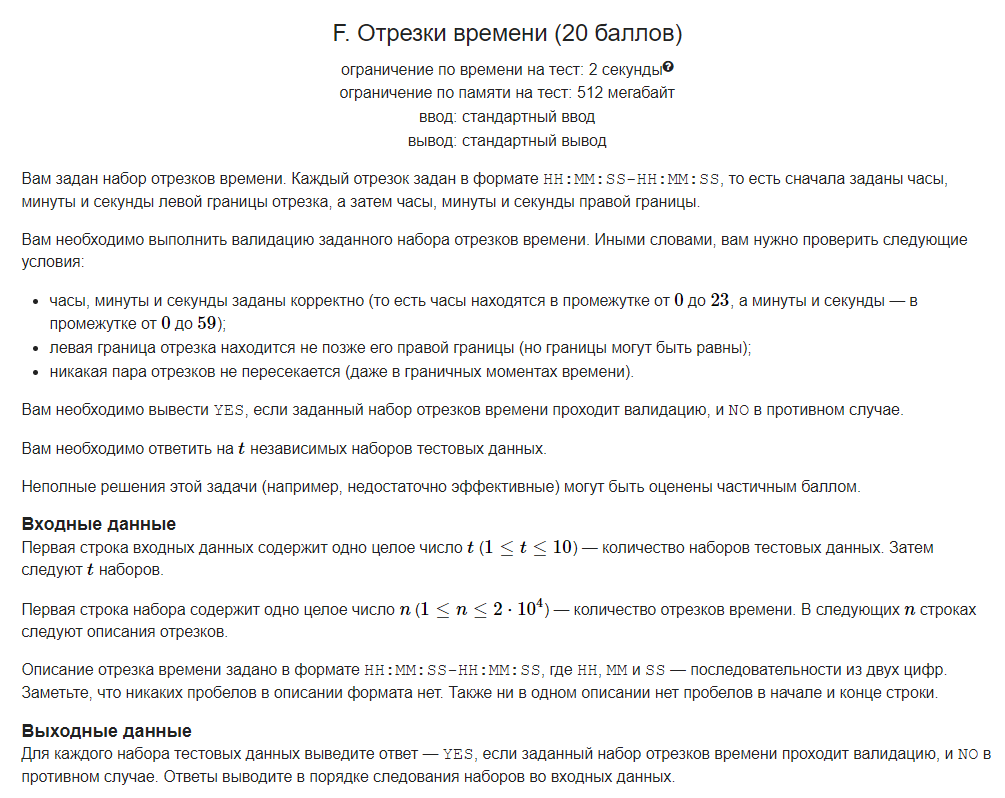 F. Отрезки времени (20 баллов)
ограничение по времени на тест: 2 секунды?
ограничение по памяти на тест: 512 мегабайт
ввод: стандартный ввод
вывод: стандартный вывод
Вам задан набор отрезков времени. Каждый отрезок задан в формате HH:MM:SS-HH:MM:SS, то есть сначала заданы часы,
минуты и секунды левой границы отрезка, а затем часы, минуты и секунды правой границы.
Вам необходимо выполнить валидацию заданного набора отрезков времени. Иными словами, вам нужно проверить следующие
условия:
• часы, минуты и секунды заданы корректно (то есть часы находятся в промежутке от 0 до 23, а минуты и секунды — в
промежутке от 0 до 59);
• левая граница отрезка находится не позже его правой границы (но границы могут быть равны);
• никакая пара отрезков не пересекается (даже в граничных моментах времени).
Вам необходимо вывести YES, если заданный набор отрезков времени проходит валидацию, и NO в противном случае.
Вам необходимо ответить на t независимых наборов тестовых данных.
Неполные решения этой задачи (например, недостаточно эффективные) могут быть оценены частичным баллом.
Входные данные
Первая строка входных данных содержит одно целое число t (1 ≤ t ≤ 10) — количество наборов тестовых данных. Затем
следуют t наборов.
Первая строка набора содержит одно целое число n (1 ≤ n ≤ 2 · 10⁴) — количество отрезков времени. В следующих n строках
следуют описания отрезков.
Описание отрезка времени задано в формате HH:MM:SS-HH:MM:SS, где HH, MM и SS — последовательности из двух цифр.
Заметьте, что никаких пробелов в описании формата нет. Также ни в одном описании нет пробелов в начале и конце строки.
Выходные данные
Для каждого набора тестовых данных выведите ответ — YES, если заданный набор отрезков времени проходит валидацию, и NO в
противном случае. Ответы выводите в порядке следования наборов во входных данных.